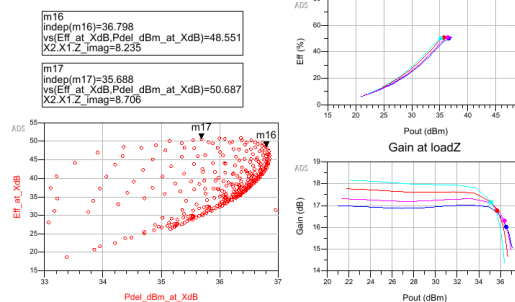 m16
indep(m16)=36.798
vs(Eff_at_XdB,Pdel_dBm_at_XdB)=48.551
X2.X1.Z_imag=8.235
m17
indep(m17)=35.688
vs(Eff_at_XdB,Pdel_dBm_at_XdB)=50.687
X2.X1.Z_imag=8.706
ADS
Eff_at_XdB
55
50
45
40
35
30
25
20
15
m17
m16
33
34
35
36
37
Pdel_dBm_at_XdB
ADS
Eff (%)
80
60
40
20
0
15
20
25
30
35
40
45
Pout (dBm)
Gain at loadZ
ADS
Gain (dB)
19
18
17
16
15
14
20
22
24
26
28
30
32
34
36
Pout (dBm)